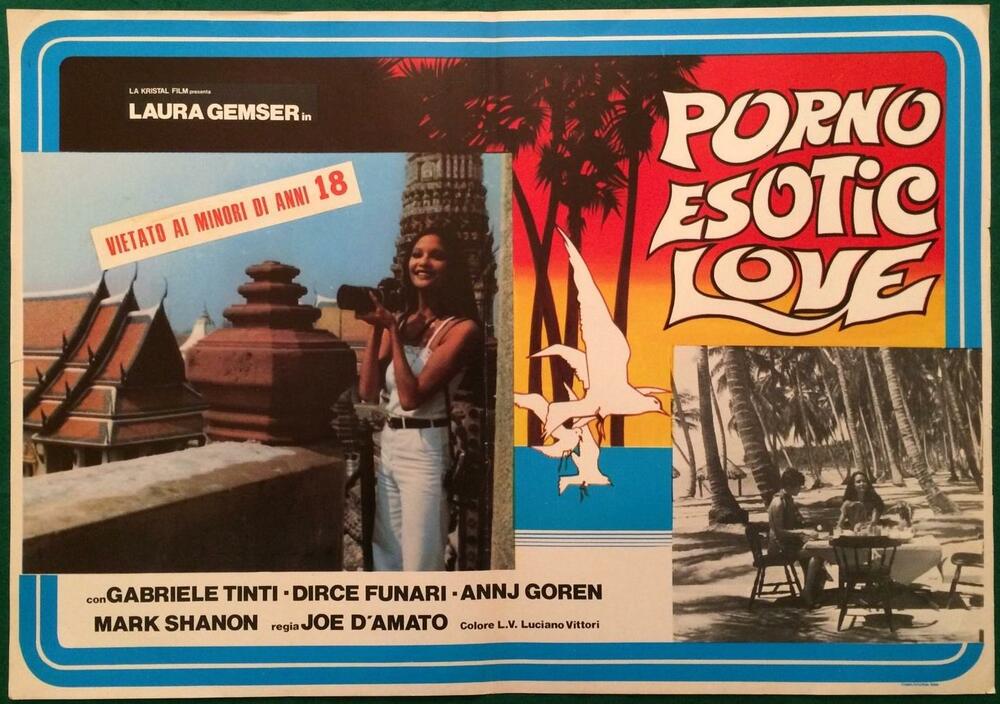 LA KRISTAL FILM presenta
LAURA GEMSER in
VIETATO AI MINORI DI ANNI 18
PORNO
ESOTIC
LOVE
con GABRIELE TINTI · DIRCE FUNARI · ANNJ GOREN
MARK SHANON regia JOE D'AMATO Colore L.V. Luciano Vittori